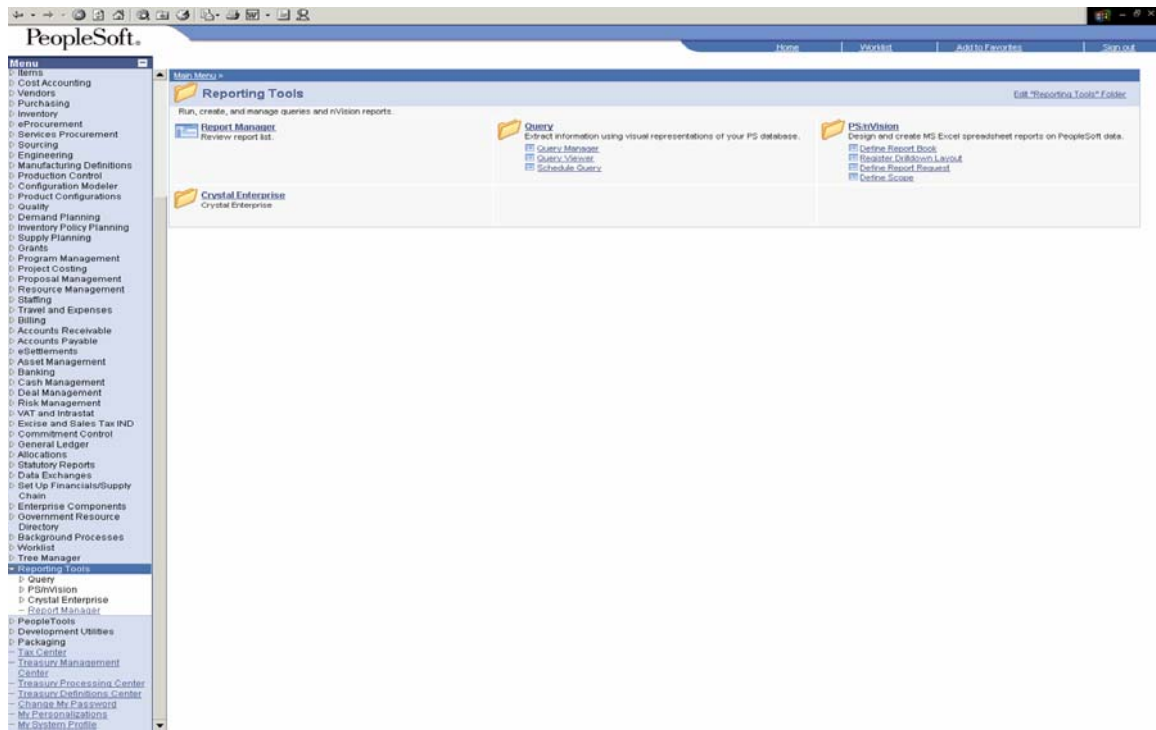 PeopleSoft.
Home
Worklist
Add to Favorites
Sign out
Menu
Items
Cost Accounting
Vendors
Purchasing
Inventory
eProcurement
Services Procurement
Sourcing
Engineering
Manufacturing Definitions
Production Control
Configuration Modeler
Product Configurations
Quality
Demand Planning
Inventory Policy Planning
Supply Planning
Grants
Program Management
Project Costing
Proposal Management
Resource Management
Staffing
Travel and Expenses
Billing
Accounts Receivable
Accounts Payable
eSettlements
Asset Management
Banking
Cash Management
Deal Management
Risk Management
VAT and Intrastat
Excise and Sales Tax IND
Commitment Control
General Ledger
Allocations
Statutory Reports
Data Exchanges
Set Up Financials/Supply
Chain
Enterprise Components
Government Resource
Directory
Background Processes
Worklist
Tree Manager
Reporting Tools
Query
PS/nVision
Crystal Enterprise
Report Manager
PeopleTools
Development Utilities
Packaging
Tax Center
Treasury Management
Center
Treasury Processing Center
Treasury Definitions Center
Change My Password
My Personalizations
My System Profile
Main Menu >
Reporting Tools
Edit "Reporting Tools" Folder
Run, create, and manage queries and nVision reports.
Report Manager
Review report list.
Query
Extract information using visual representations of your PS database.
Query Manager
Query Viewer
Schedule Query
PS/nVision
Design and create MS Excel spreadsheet reports on PeopleSoft data.
Define Report Book
Register Drilldown Layout
Define Report Request
Define Scope
Crystal Enterprise
Crystal Enterprise